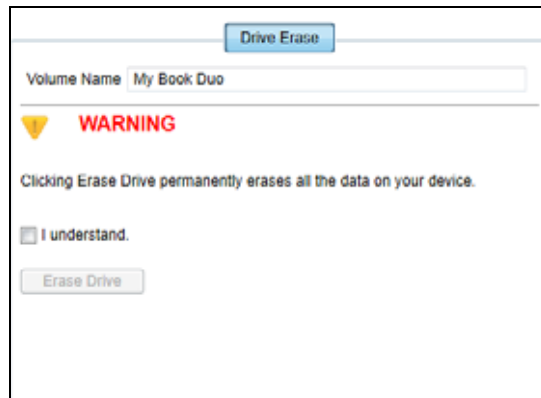 Drive Erase
Volume Name My Book Duo
WARNING
Clicking Erase Drive permanently erases all the data on your device.
I understand.
Erase Drive